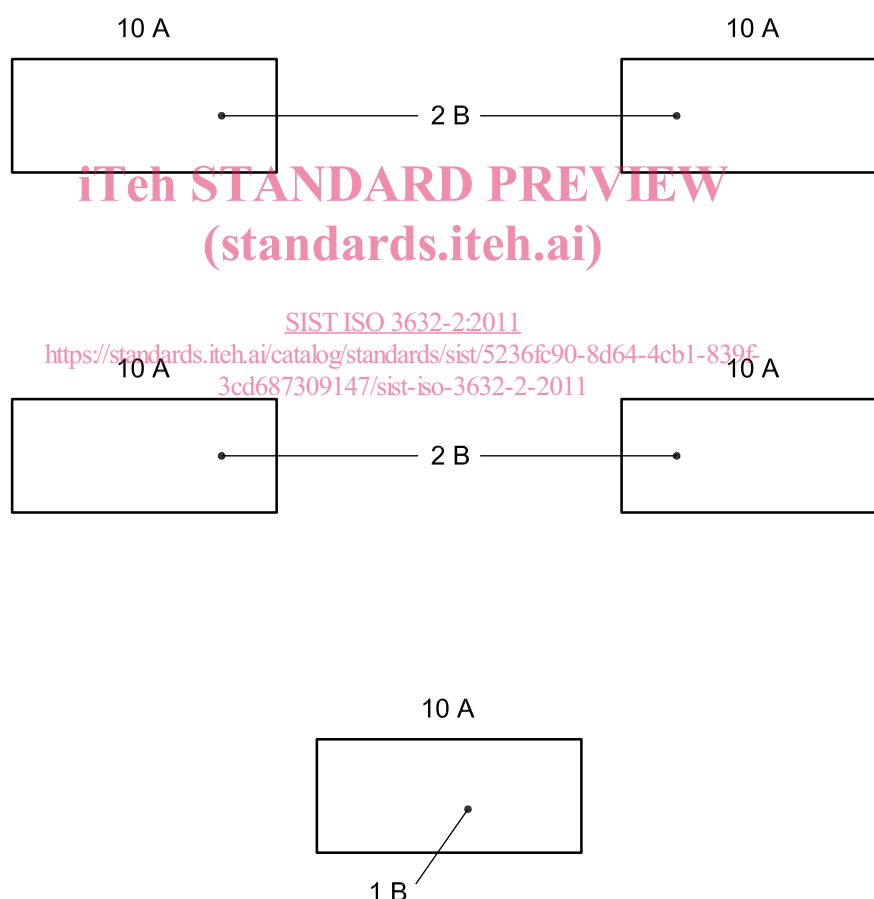 10 A 10 A
2 B
iTeh STANDARD PREVIEW
(standards.iteh.ai)
SIST ISO 3632-2:2011
https://standards.iteh.ai/catalog/standards/sist/5236fc90-8d64-4cb1-839f-
10 A 10 A
3cd687309147/sist-iso-3632-2-2011
2 B
10 A
1 B